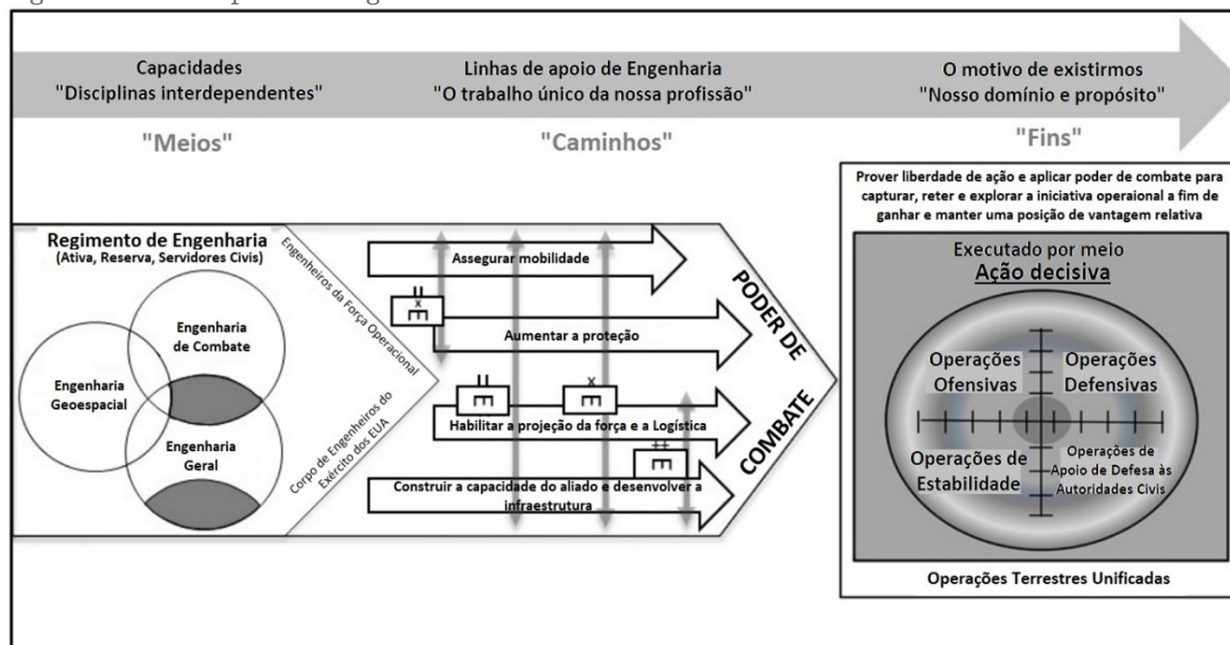 Capacidades
"Disciplinas interdependentes"
Linhas de apoio de Engenharia
"O trabalho único da nossa profissão"
O motivo de existirmos
"Nosso domínio e propósito"
"Meios"
"Caminhos"
"Fins"
Regimento de Engenharia
(Ativa, Reserva, Servidores Civis)
Engenharia
de Combate
Engenharia
Geoespacial
Engenharia
Geral
Engenheiros da Força Operacional
Corpo de Engenheiros do
Exército dos EUA
Assegurar mobilidade
Aumentar a proteção
Habilitar a projeção da força e a Logística
Construir a capacidade do aliado e desenvolver a
infraestrutura
PODER DE
COMBATE
Prover liberdade de ação e aplicar poder de combate para
capturar, reter e explorar a iniciativa operaional a fim de
ganhar e manter uma posição de vantagem relativa
Executado por meio
Ação decisiva
Operações
Ofensivas
Operações
Defensivas
Operações de
Estabilidade
Operações de
Apoio de Defesa às
Autoridades Civis
Operações Terrestres Unificadas